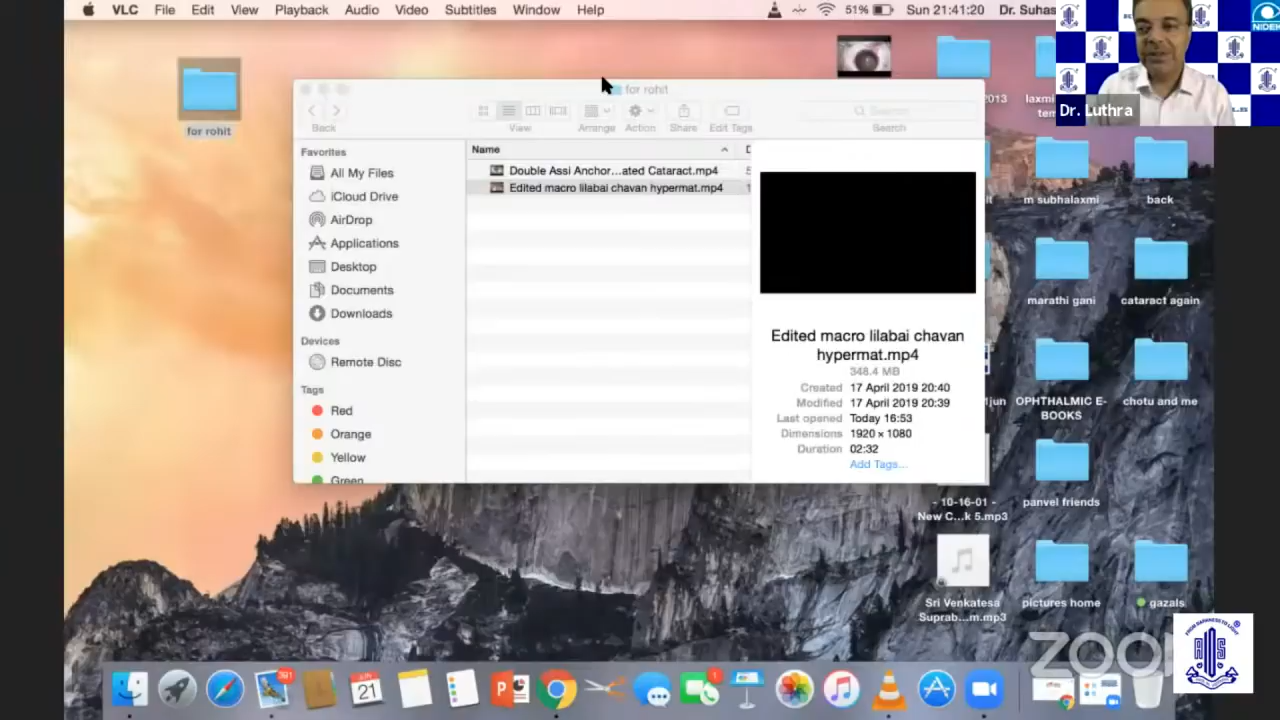 VLC File Edit View Playback Audio Video Subtitles Window Help 51% Sun 21:41:20 Dr. Suhas
NIDEK
Dr. Luthra
for rohit
for rohit
Back View Arrange Action Share Edit Tags Search
Search
2013
laxmi
Favorites
All My Files
iCloud Drive
AirDrop
Applications
Desktop
Documents
Downloads
Devices
Remote Disc
Tags
Red
Orange
Yellow
Green
Name
Double Assi Anchor...ated Cataract.mp4
Edited macro lilabai chavan hypermat.mp4
Edited macro lilabai chavan
hypermat.mp4
348.4 MB
Created 17 April 2019 20:40
Modified 17 April 2019 20:39
Last opened Today 16:53
Dimensions 1920 × 1080
Duration 02:32
Add Tags...
m subhalaxmi
back
marathi gani
cataract again
1jun
OPHTHALMIC E-
BOOKS
chotu and me
- 10-16-01 -
New C...k 5.mp3
panvel friends
Sri Venkatesa
Suprab...m.mp3
pictures home
gazals
JUN
21
1
zoom